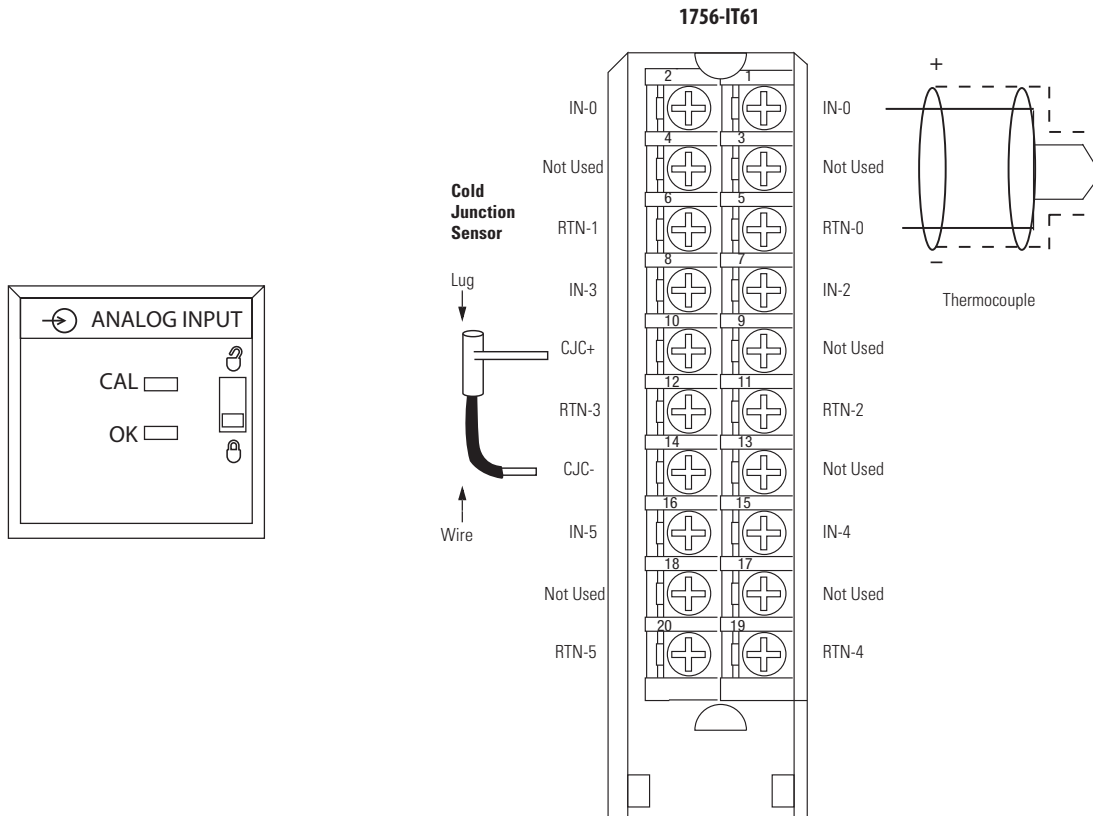 1756-IT61
2 1
IN-0 IN-0
4 3
Not Used Not Used
6 5
RTN-1 RTN-0
8 7
IN-3 IN-2
10 9
CJC+ Not Used
12 11
RTN-3 RTN-2
14 13
CJC- Not Used
16 15
IN-5 IN-4
18 17
Not Used Not Used
20 19
RTN-5 RTN-4
Cold
Junction
Sensor
Lug
Wire
+
–
Thermocouple
ANALOG INPUT
CAL
OK